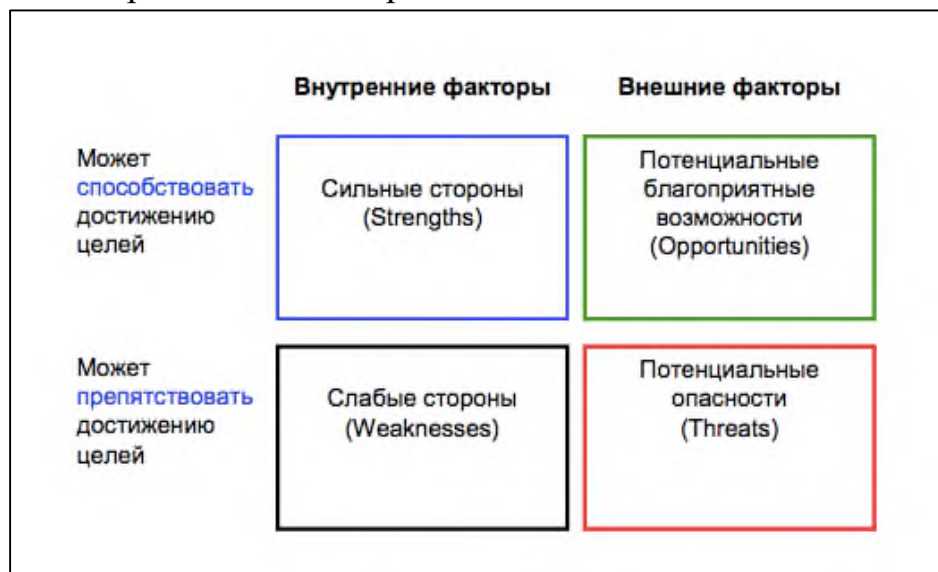 Внутренние факторы
Внешние факторы
Может
способствовать
достижению
целей
Сильные стороны
(Strengths)
Потенциальные
благоприятные
возможности
(Opportunities)
Может
препятствовать
достижению
целей
Слабые стороны
(Weaknesses)
Потенциальные
опасности
(Threats)